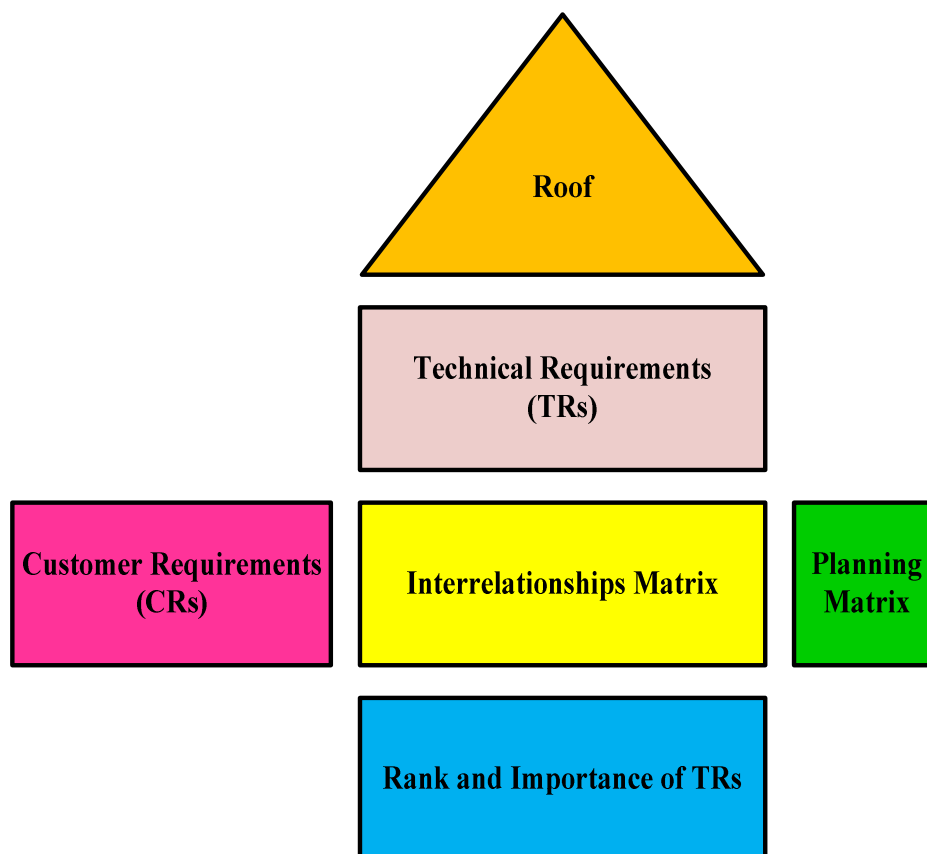 Roof
Technical Requirements
(TRs)
Customer Requirements
(CRs)
Interrelationships Matrix
Planning
Matrix
Rank and Importance of TRs